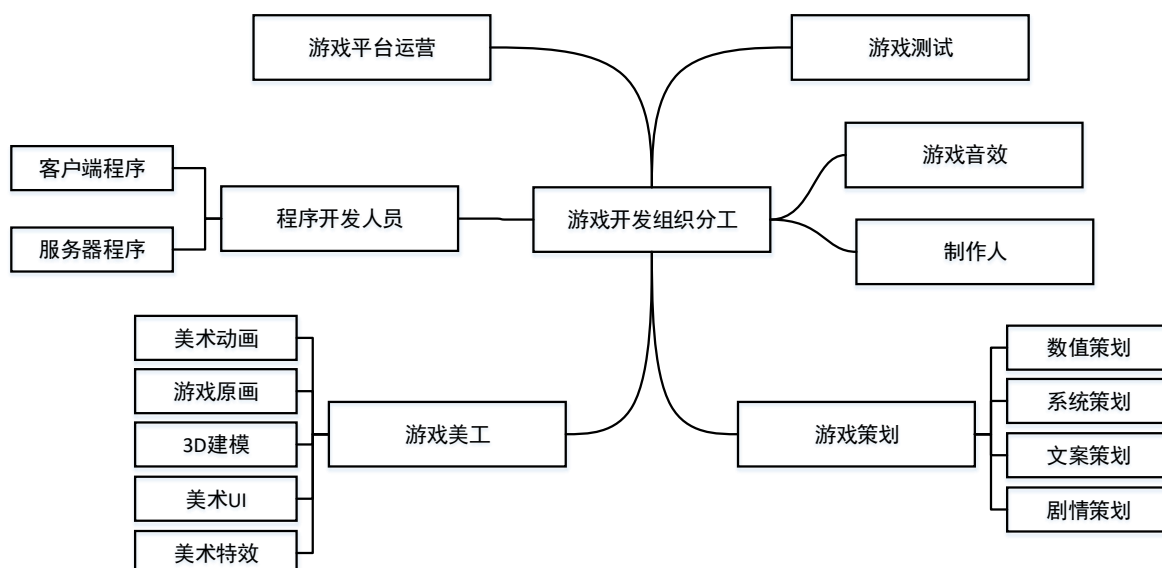 游戏平台运营
游戏测试
游戏音效
客户端程序
程序开发人员
游戏开发组织分工
服务器程序
制作人
美术动画
游戏原画
3D建模
美术UI
美术特效
游戏美工
游戏策划
数值策划
系统策划
文案策划
剧情策划